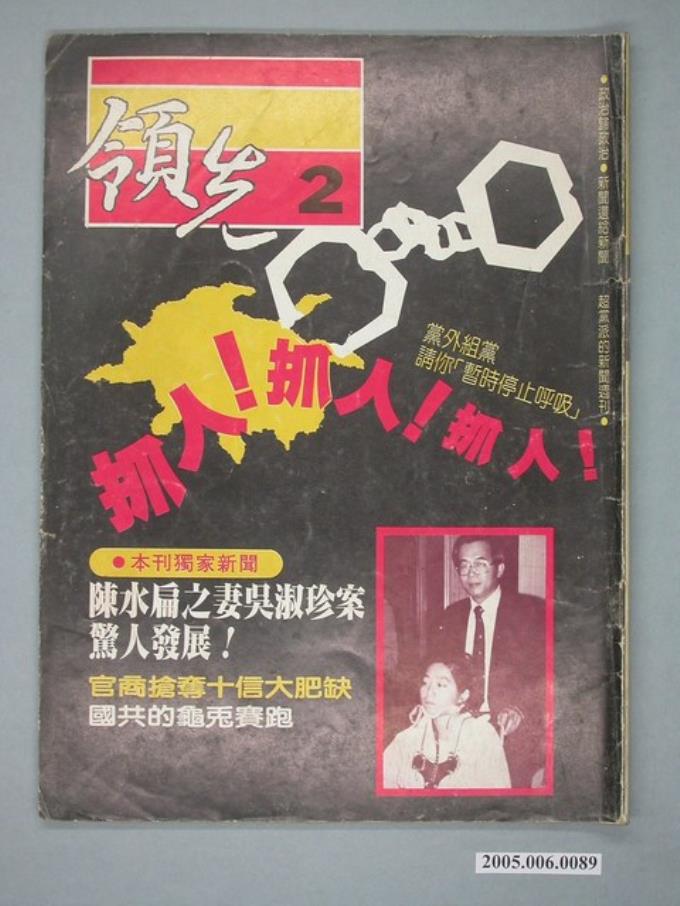 領先
2
●政治歸政治●新聞還給新聞 超黨派的新聞週刊●
黨外組黨
請你「暫時停止呼吸」
抓人!抓人!抓人!
●本刊獨家新聞
陳水扁之妻吳淑珍案
驚人發展!
官商搶奪十信大肥缺
國共的龜兎賽跑
2005.006.0089